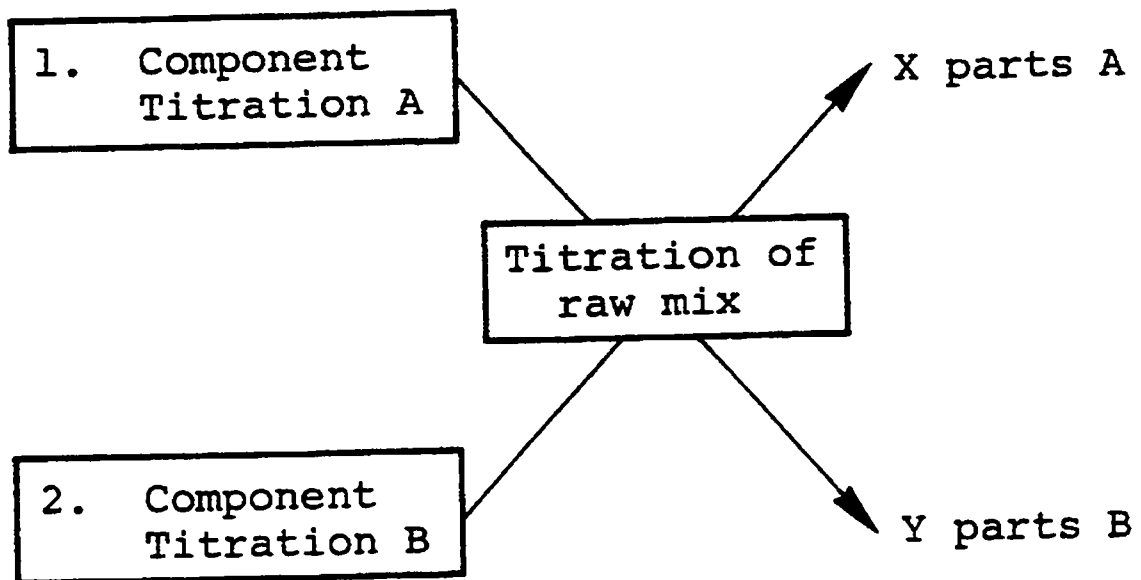 1. Component
Titration A
X parts A
Titration of
raw mix
2. Component
Titration B
Y parts B